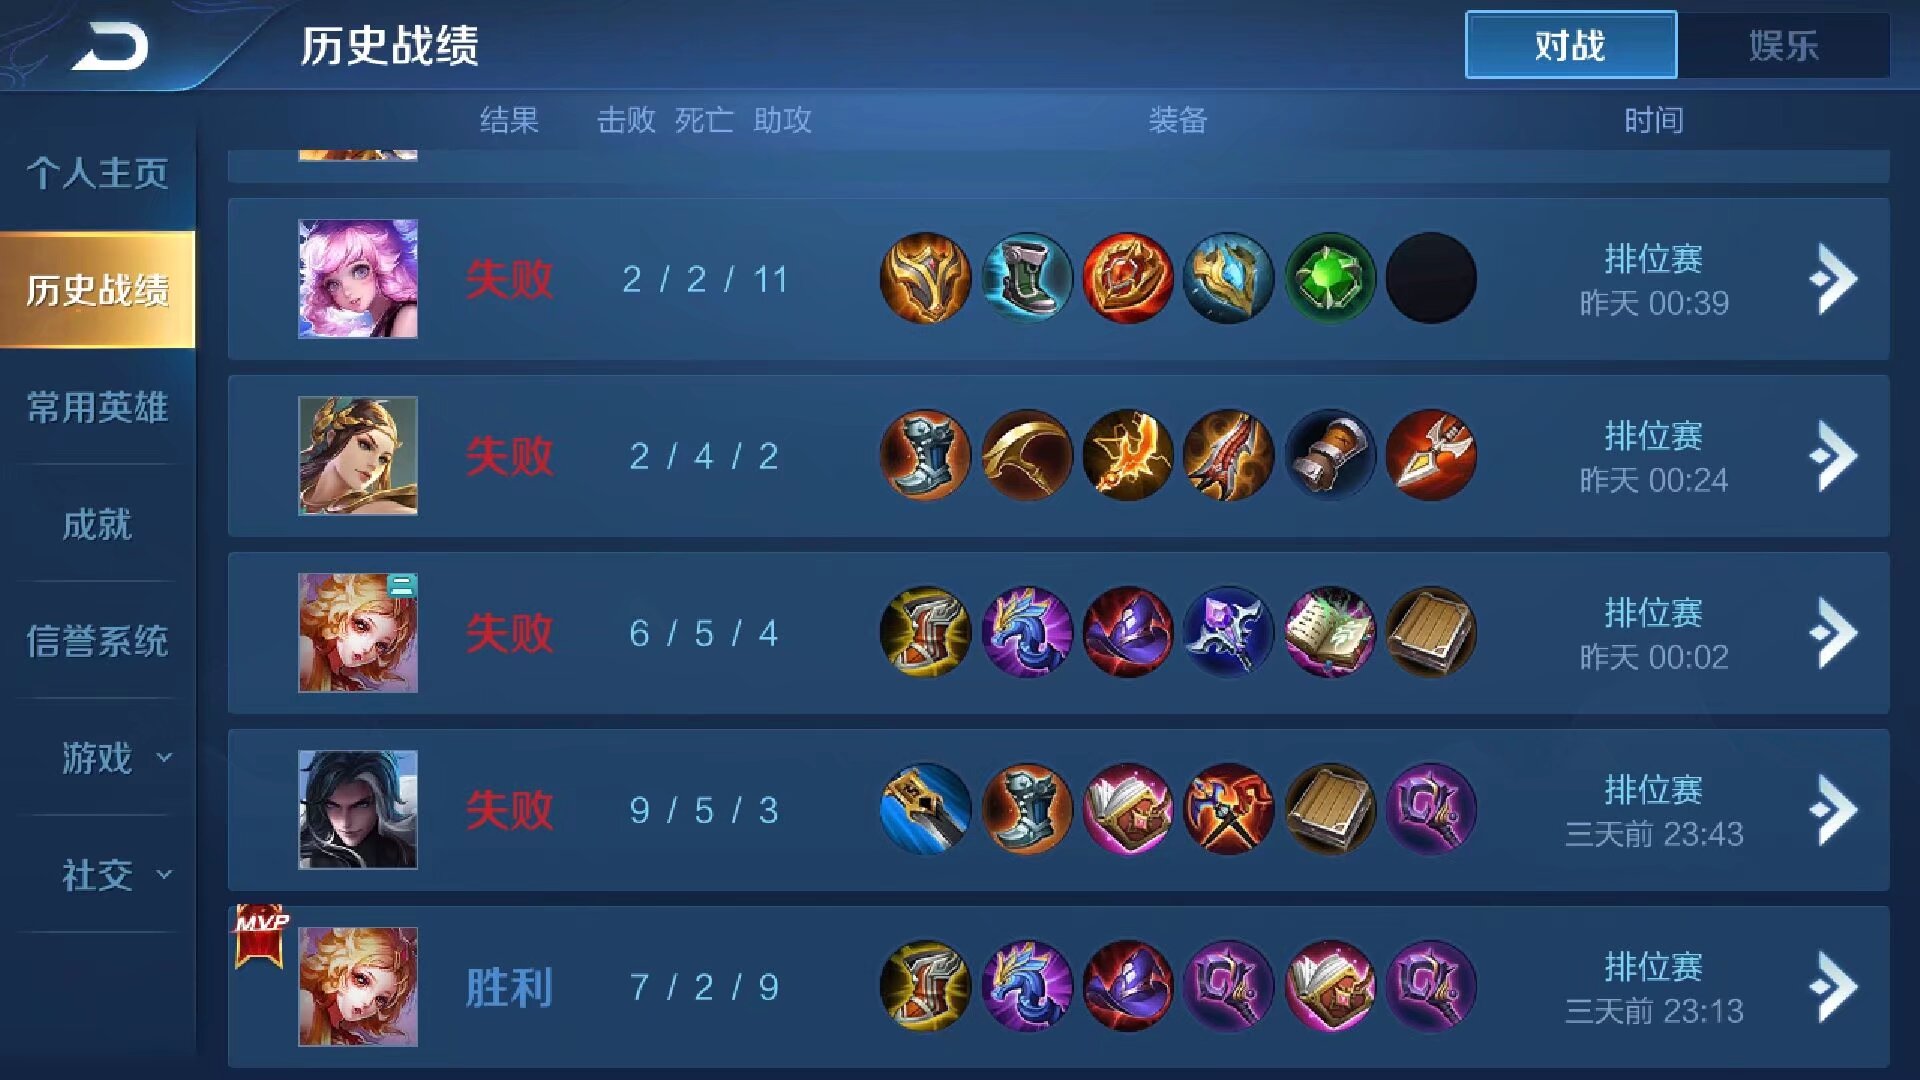 历史战绩
对战 娱乐
结果 击败 死亡 助攻 装备 时间
个人主页
历史战绩
常用英雄
成就
信誉系统
游戏
社交
失败 2 / 2 / 11 排位赛
昨天 00:39
失败 2 / 4 / 2 排位赛
昨天 00:24
失败 6 / 5 / 4 排位赛
昨天 00:02
失败 9 / 5 / 3 排位赛
三天前 23:43
MVP
胜利 7 / 2 / 9 排位赛
三天前 23:13